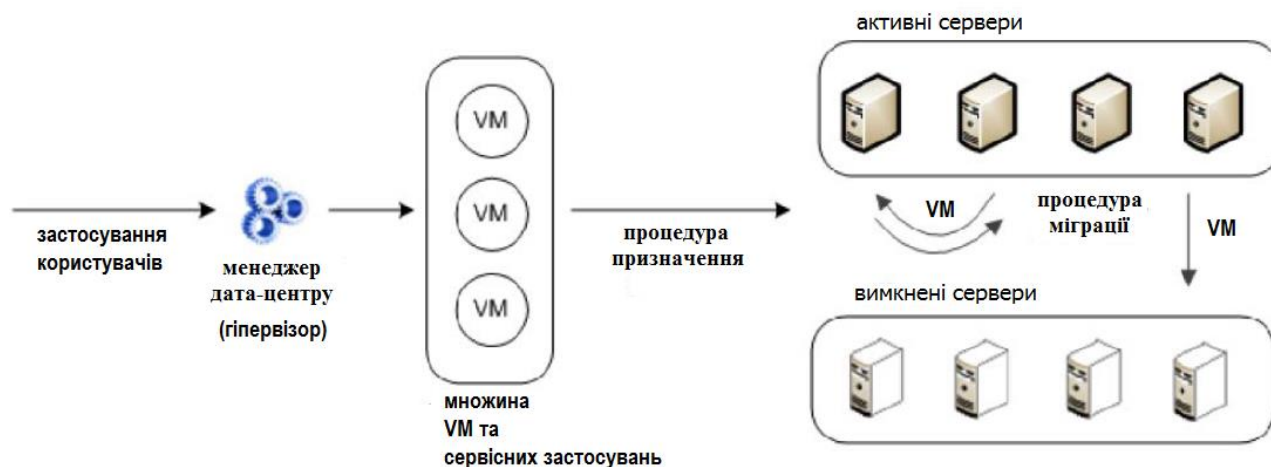 активні сервери
VM
VM
VM
застосування
користувачів
менеджер
дата-центру
(гіпервізор)
процедура
призначення
VM
процедура
міграції
VM
вимкнені сервери
множина
VM та
сервісних застосувань